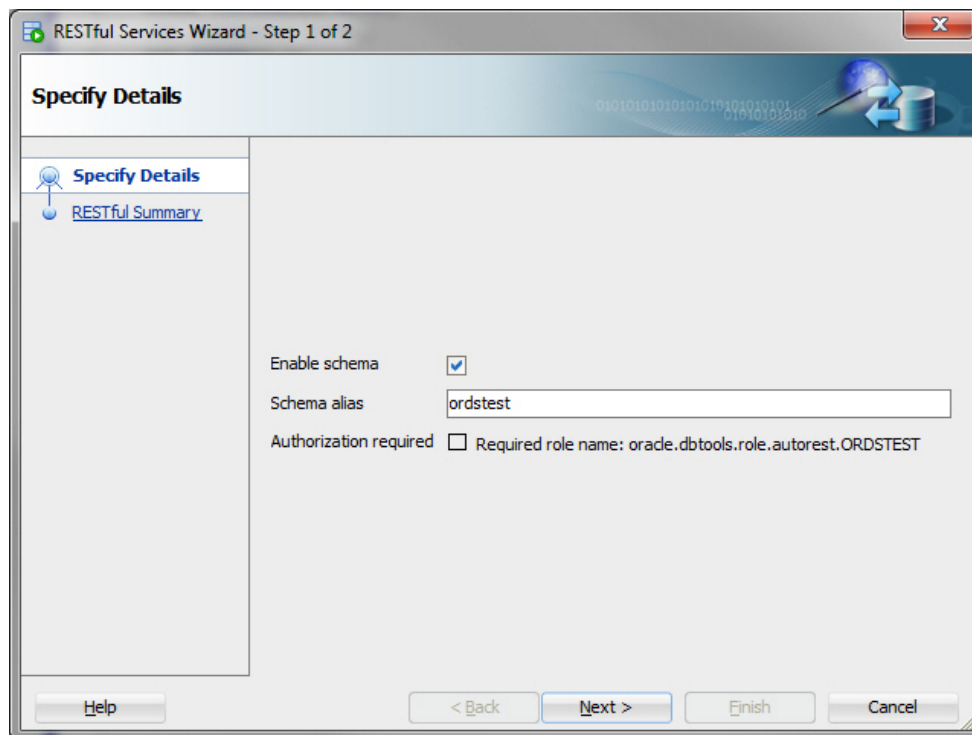 RESTful Services Wizard - Step 1 of 2
Specify Details
0101010101010101010101010101
01010101010
Specify Details
RESTful Summary
Enable schema
Schema alias
ordstest
Authorization required Required role name: oracle.dbtools.role.autorest.ORDSTEST
Help
< Back
Next >
Finish
Cancel